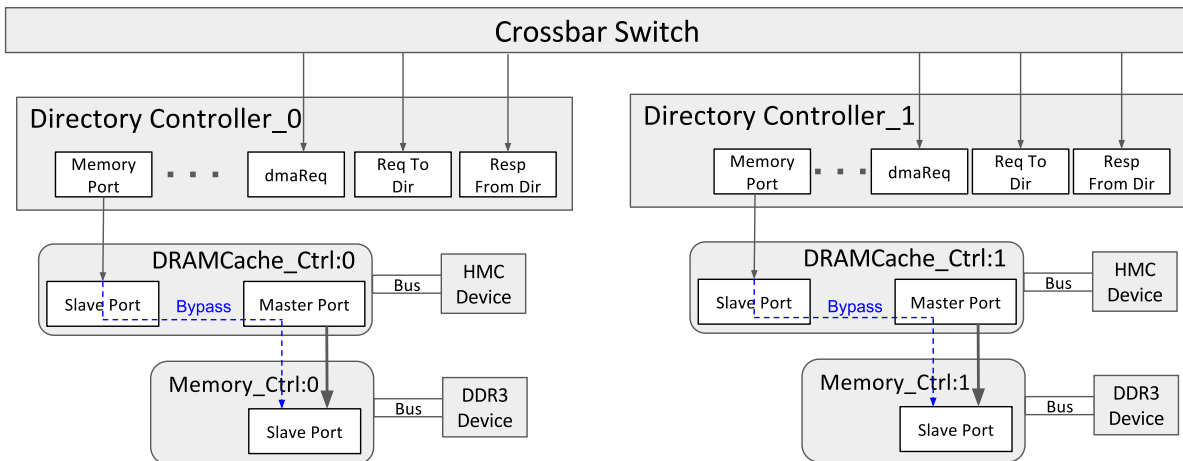 Crossbar Switch
Directory Controller_0
Memory
Port
. . .
dmaReq
Req To
Dir
Resp
From Dir
DRAMCache_Ctrl:0
Slave Port
Bypass
Master Port
Bus
HMC
Device
Memory_Ctrl:0
Slave Port
Bus
DDR3
Device
Directory Controller_1
Memory
Port
. . .
dmaReq
Req To
Dir
Resp
From Dir
DRAMCache_Ctrl:1
Slave Port
Bypass
Master Port
Bus
HMC
Device
Memory_Ctrl:1
Slave Port
Bus
DDR3
Device